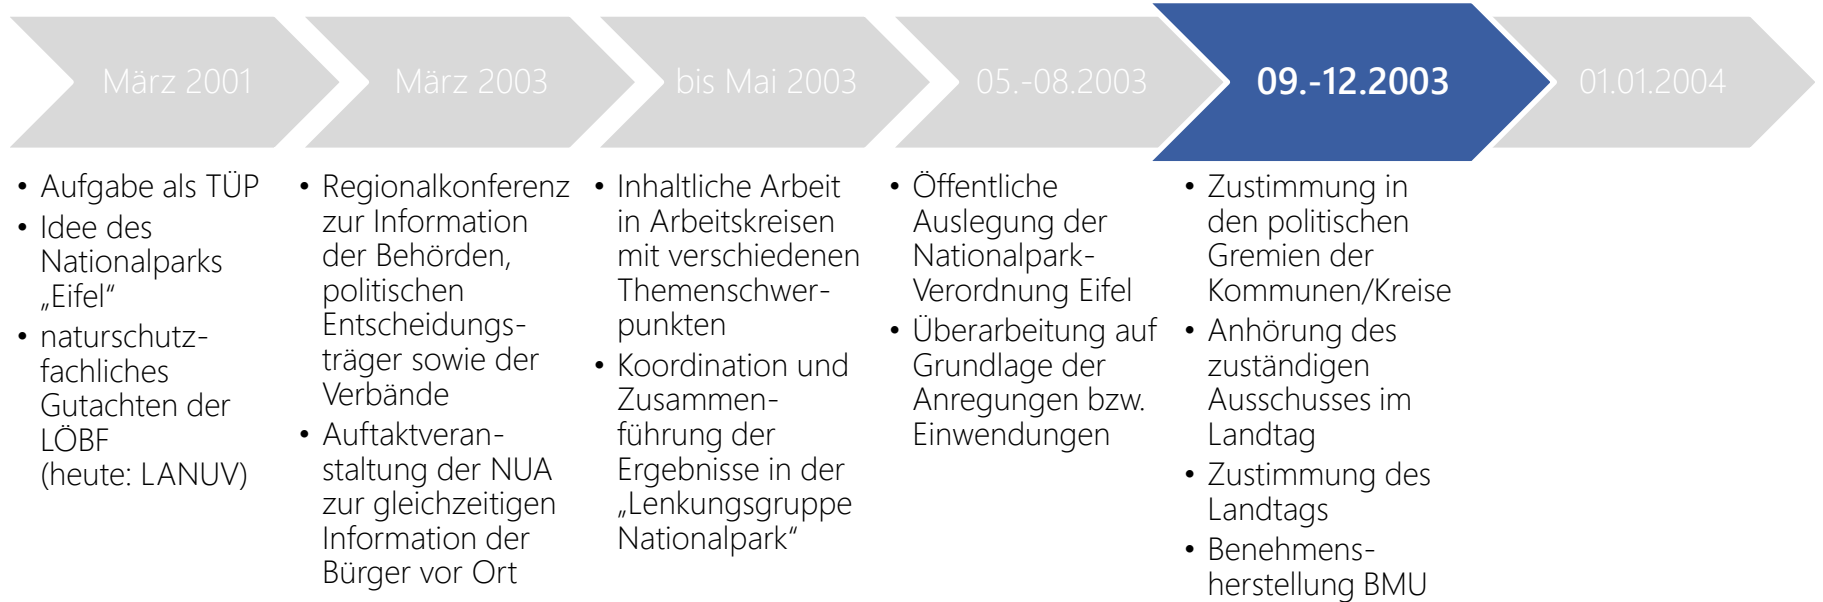 März 2001
März 2003
bis Mai 2003
05.-08.2003
09.-12.2003
01.01.2004
• Aufgabe als TÜP
• Idee des
Nationalparks
„Eifel“
• naturschutz-
fachliches
Gutachten der
LÖBF
(heute: LANUV)
• Regionalkonferenz
zur Information
der Behörden,
politischen
Entscheidungs-
träger sowie der
Verbände
• Auftaktveran-
staltung der NUA
zur gleichzeitigen
Information der
Bürger vor Ort
• Inhaltliche Arbeit
in Arbeitskreisen
mit verschiedenen
Themenschwer-
punkten
• Koordination und
Zusammen-
führung der
Ergebnisse in der
„Lenkungsgruppe
Nationalpark“
• Öffentliche
Auslegung der
Nationalpark-
Verordnung Eifel
• Überarbeitung auf
Grundlage der
Anregungen bzw.
Einwendungen
• Zustimmung in
den politischen
Gremien der
Kommunen/Kreise
• Anhörung des
zuständigen
Ausschusses im
Landtag
• Zustimmung des
Landtags
• Benehmens-
herstellung BMU